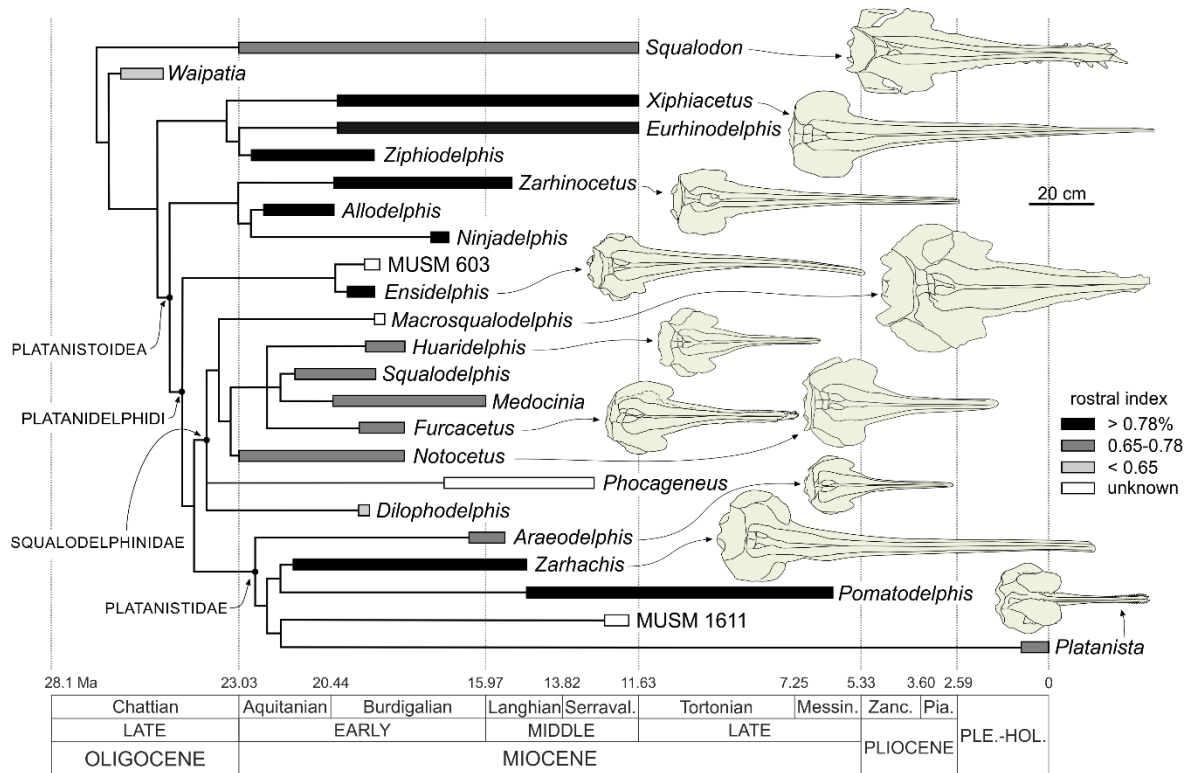 Squalodon
Waipatia
Xiphiacetus
Eurhinodelphis
Ziphiodelphis
Zarhinocetus
20 cm
Allodelphis
Ninjadelphis
MUSM 603
Ensidelphis
Macrosqualodelphis
PLATANISTOIDEA
Huaridelphis
Squalodelphis
Medocinia
PLATANIDELPHIDI
Furcacetus
Notocetus
rostral index
> 0.78%
0.65-0.78
< 0.65
unknown
Phocageneus
Dilophodelphis
SQUALODELPHINIDAE
Araeodelphis
Zarhachis
Pomatodelphis
PLATANISTIDAE
MUSM 1611
Platanista
28.1 Ma 23.03 20.44 15.97 13.82 11.63 7.25 5.33 3.60 2.59 0
Chattian Aquitanian Burdigalian Langhian Serraval. Tortonian Messin. Zanc. Pia.
LATE EARLY MIDDLE LATE PLIOCENE PLE.-HOL.
OLIGOCENE MIOCENE